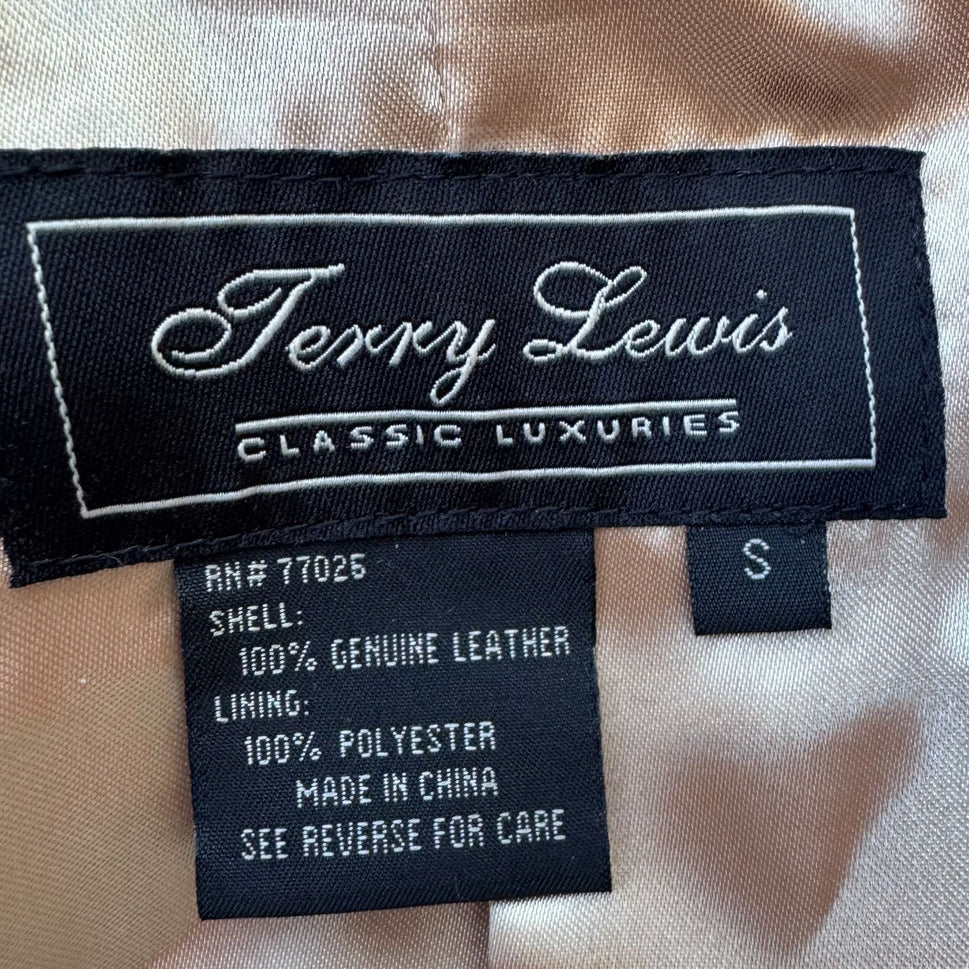 Terry Lewis
CLASSIC LUXURIES
S
RN# 77026
SHELL:
100% GENUINE LEATHER
LINING:
100% POLYESTER
MADE IN CHINA
SEE REVERSE FOR CARE